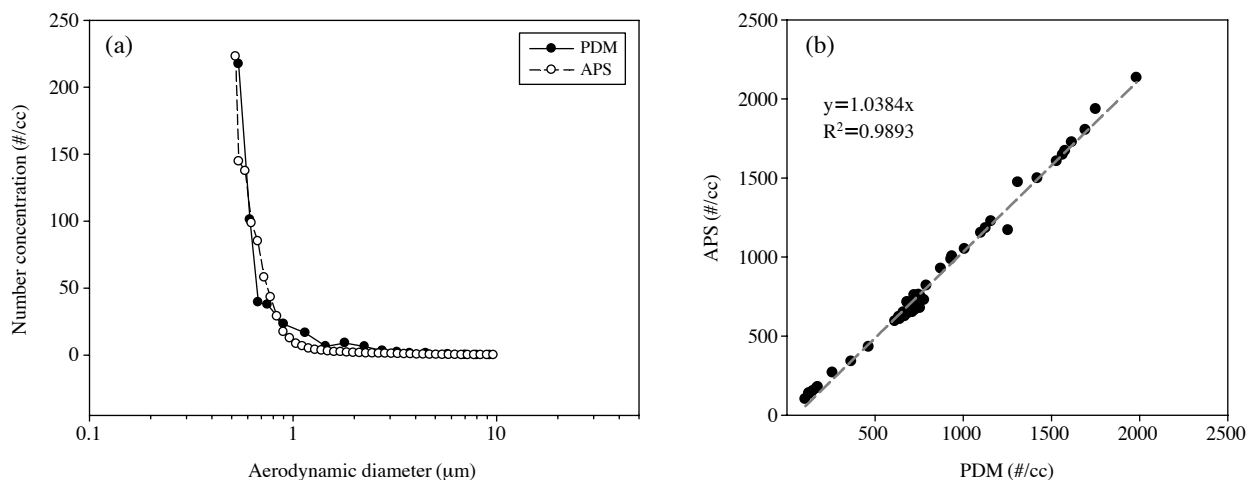 (a)
PDM
APS
250
200
150
100
50
0
Number concentration (#/cc)
0.1
1
10
Aerodynamic diameter (μm)
(b)
y=1.0384x
R²=0.9893
2500
2000
1500
1000
500
0
APS (#/cc)
500
1000
1500
2000
2500
PDM (#/cc)